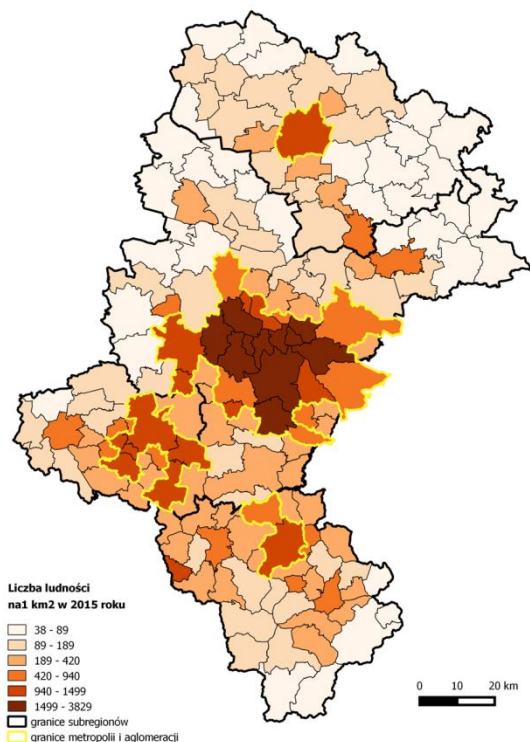 Liczba ludności
na1 km2 w 2015 roku
38 - 89
89 - 189
189 - 420
420 - 940
940 - 1499
1499 - 3829
granice subregionów
granice metropolii i aglomeracji
0 10 20 km